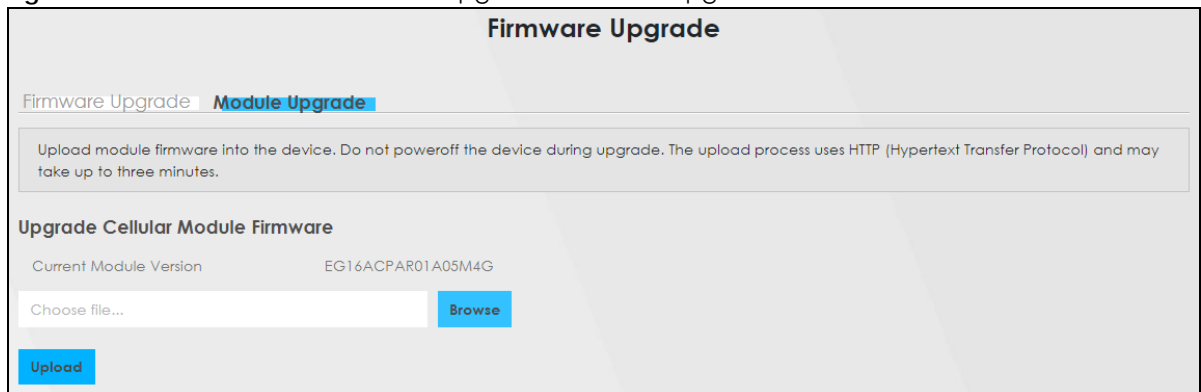 Firmware Upgrade
Firmware Upgrade Module Upgrade
Upload module firmware into the device. Do not poweroff the device during upgrade. The upload process uses HTTP (Hypertext Transfer Protocol) and may
take up to three minutes.
Upgrade Cellular Module Firmware
Current Module Version EG16ACPAR01A05M4G
Choose file... Browse
Upload